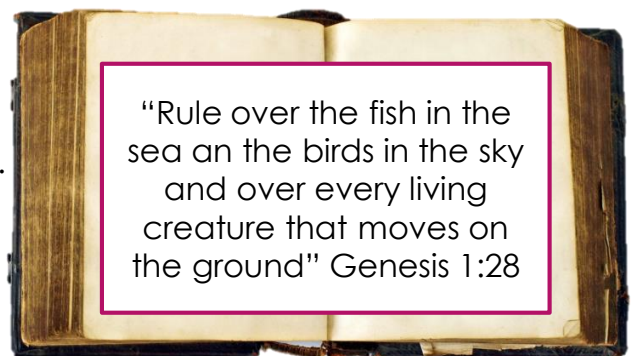 “Rule over the fish in the
sea an the birds in the sky
and over every living
creature that moves on
the ground” Genesis 1:28